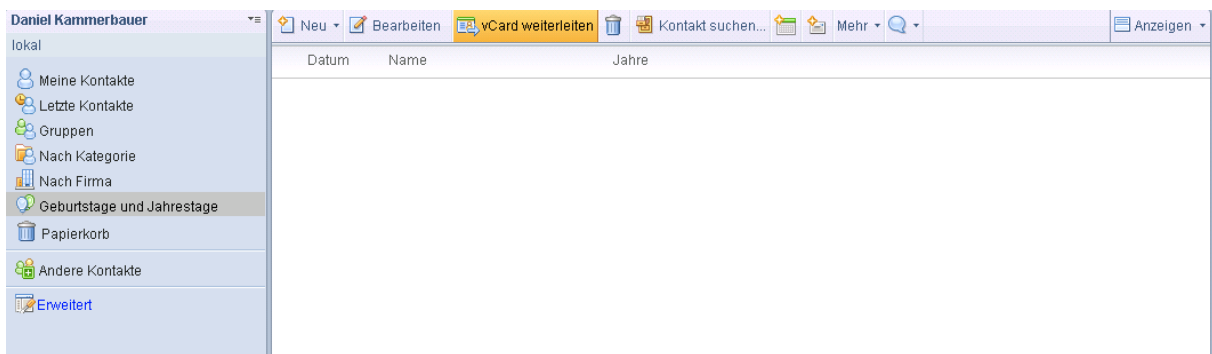 Daniel Kammerbauer
lokal
Meine Kontakte
Letzte Kontakte
Gruppen
Nach Kategorie
Nach Firma
Geburtstage und Jahrestage
Papierkorb
Andere Kontakte
Erweitert
Neu Bearbeiten vCard weiterleiten Kontakt suchen... Mehr Anzeigen
Datum Name Jahre